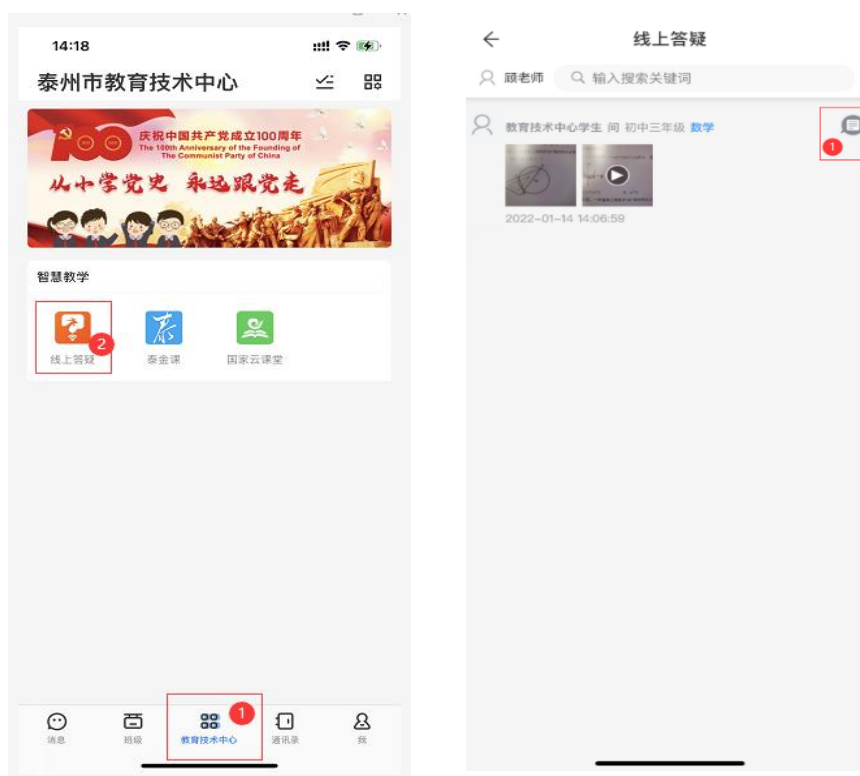 14:18
泰州市教育技术中心
庆祝中国共产党成立100周年
The 100th Anniversary of the Founding of
The Communist Party of China
从小学党史 永远跟党走
智慧教学
2
线上答疑
泰金课
国家云课堂
1
消息
班级
教育技术中心
通讯录
我
线上答疑
顾老师
输入搜索关键词
教育技术中心学生 问 初中三年级 数学
1
2022-01-14 14:06:59